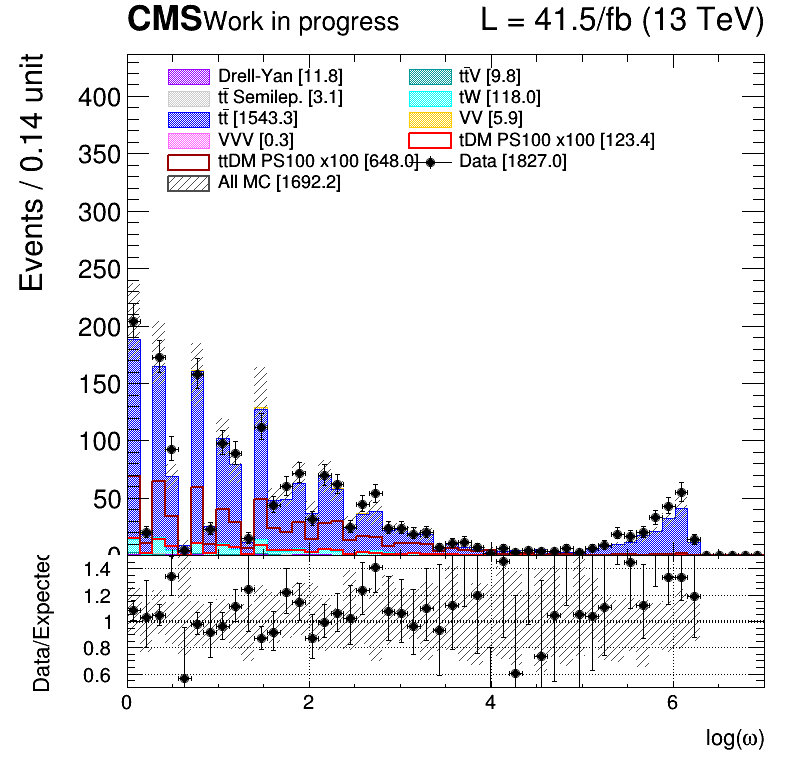 CMS Work in progress L = 41.5/fb (13 TeV)
Events / 0.14 unit
Drell-Yan [11.8] tt̄V [9.8]
tt̄ Semilep. [3.1] tW [118.0]
tt̄ [1543.3] VV [5.9]
VVV [0.3] tDM PS100 x100 [123.4]
ttDM PS100 x100 [648.0] Data [1827.0]
All MC [1692.2]
400
350
300
250
200
150
100
50
0
Data/Expected
1.4
1.2
1
0.8
0.6
0 2 4 6
log(ω)